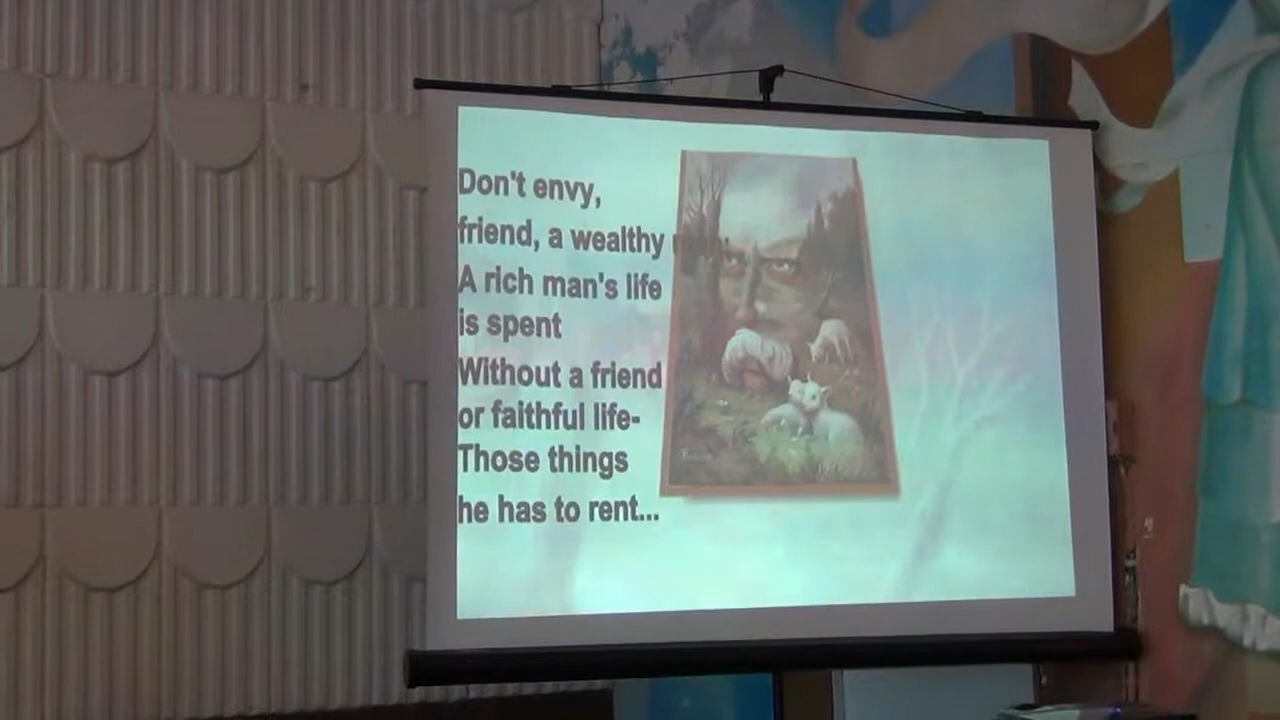 Don't envy,
friend, a wealthy
A rich man's life
is spent
Without a friend
or faithful life-
Those things
he has to rent...